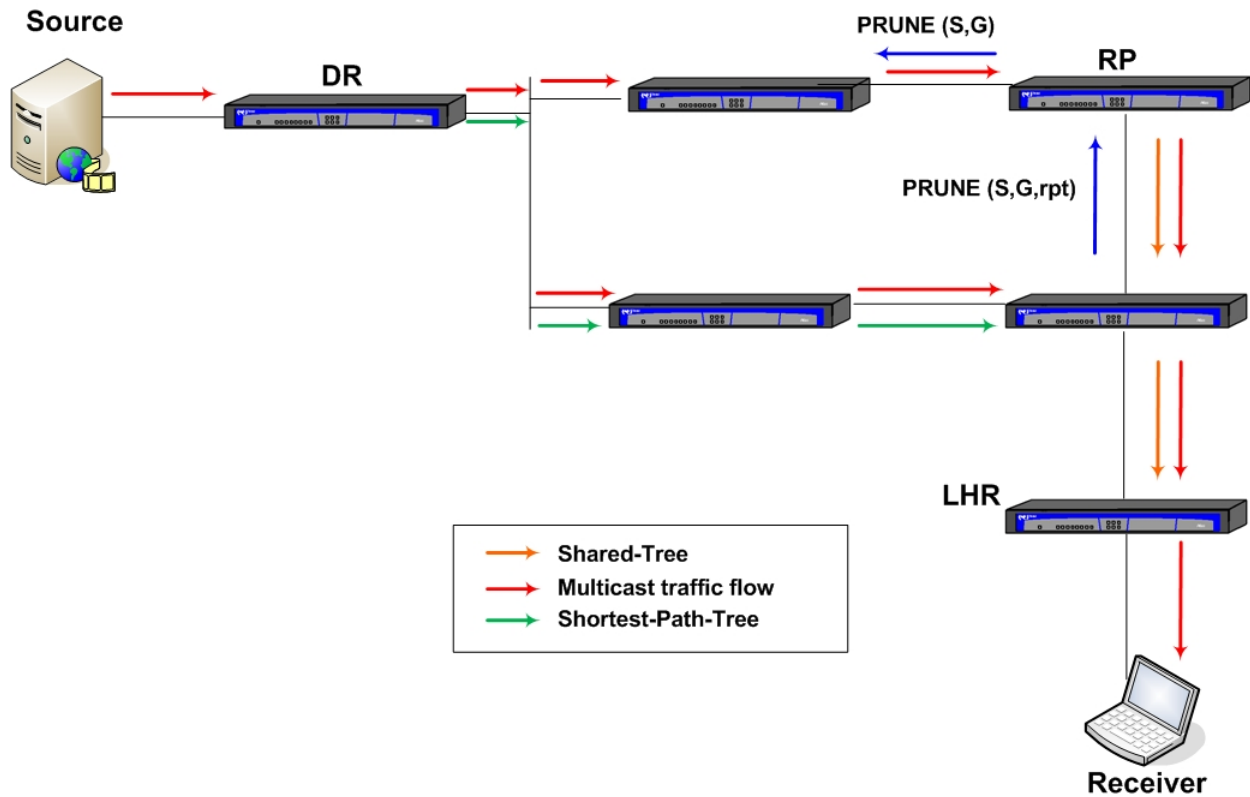 Source
PRUNE (S,G)
DR
RP
PRUNE (S,G,rpt)
LHR
Shared-Tree
Multicast traffic flow
Shortest-Path-Tree
Receiver